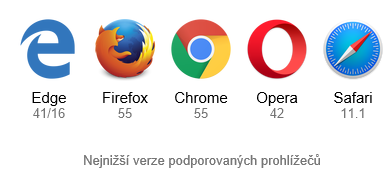 Edge Firefox Chrome Opera Safari
41/16 55 55 42 11.1
Nejnižší verze podporovaných prohlížečů